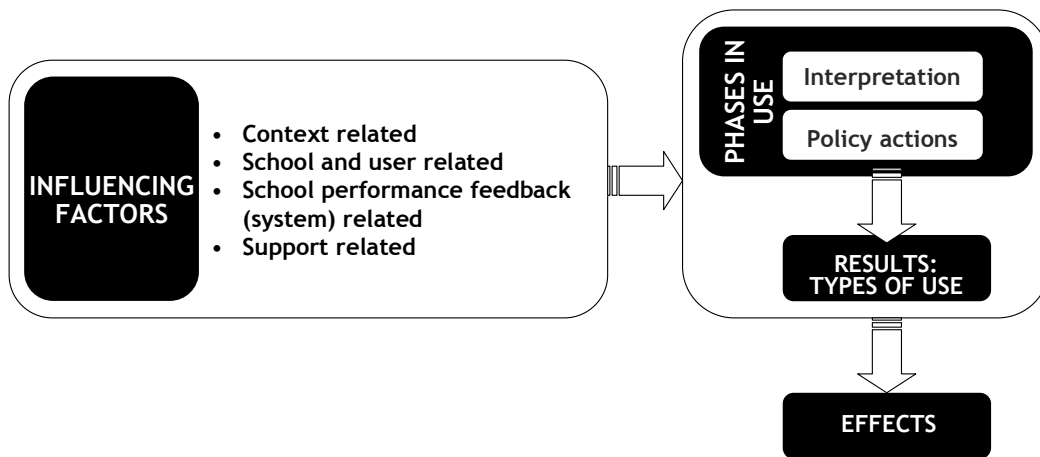 INFLUENCING
FACTORS
• Context related
• School and user related
• School performance feedback
(system) related
• Support related
PHASES IN
USE
Interpretation
Policy actions
RESULTS:
TYPES OF USE
EFFECTS